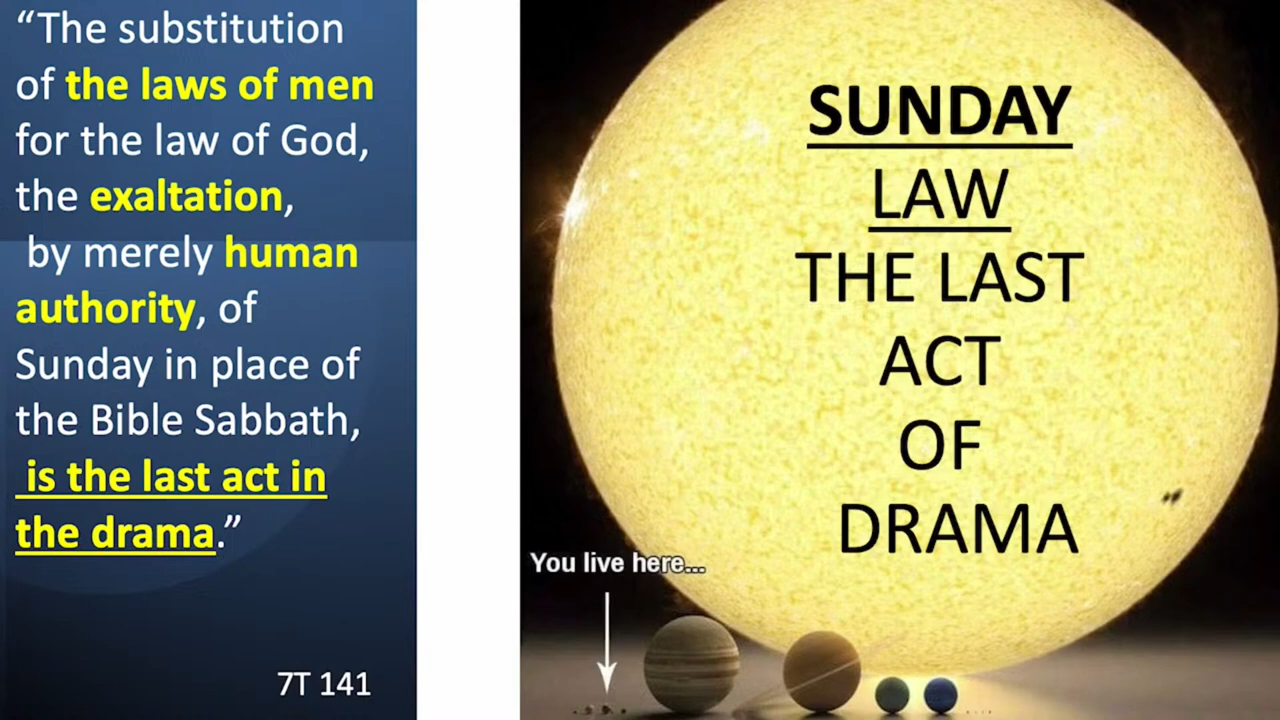 “The substitution
of the laws of men
for the law of God,
the exaltation,
by merely human
authority, of
Sunday in place of
the Bible Sabbath,
is the last act in
the drama.”
7T 141
SUNDAY
LAW
THE LAST
ACT
OF
DRAMA
You live here...